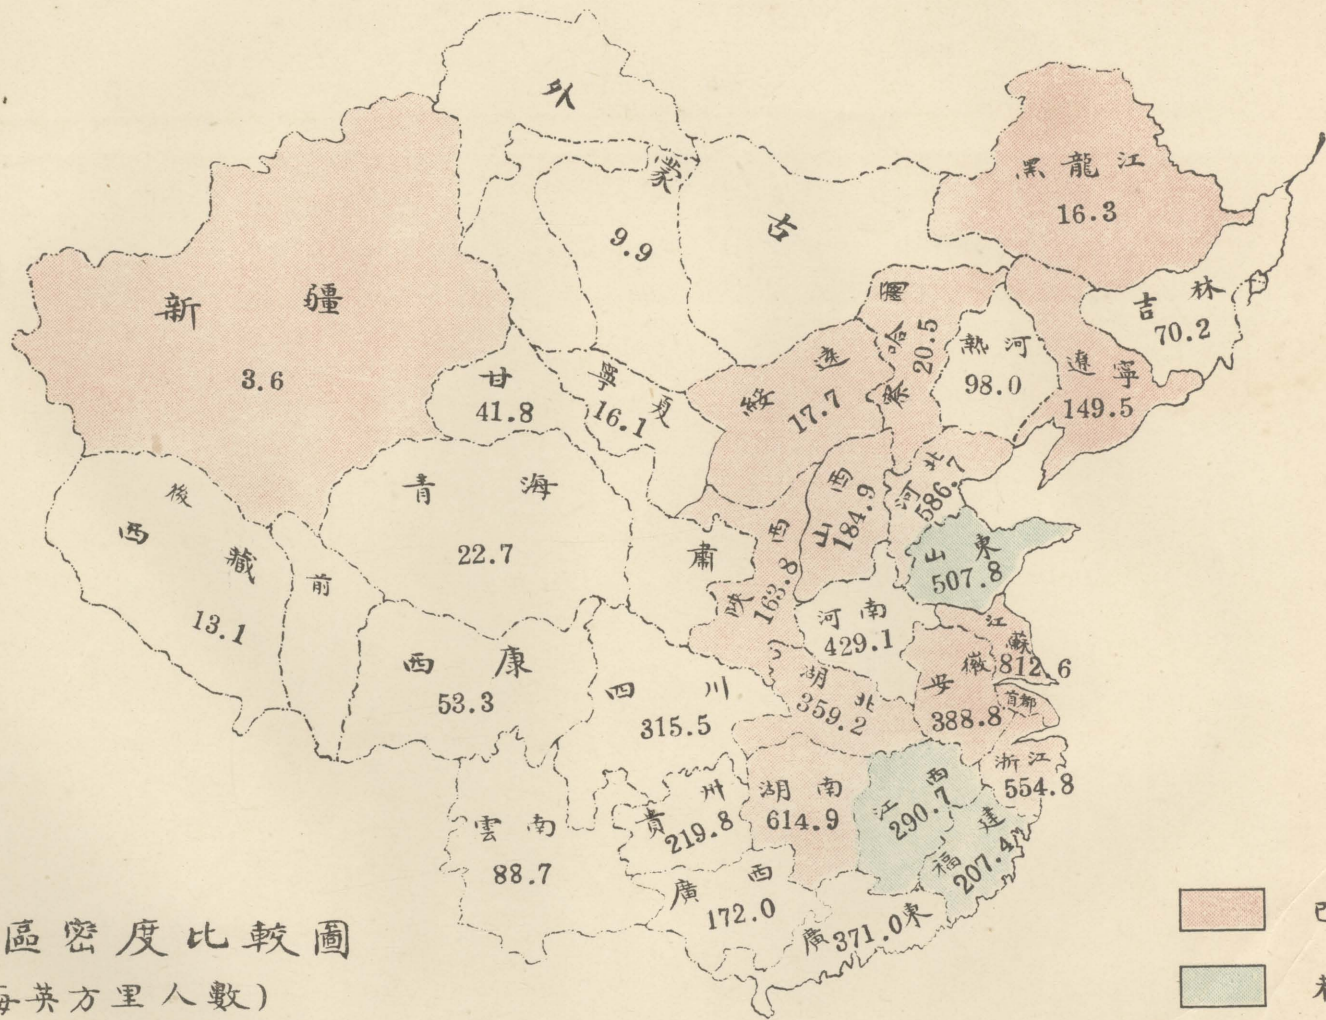 外蒙古
9.9
黑龍江
16.3
吉林
70.2
新疆
3.6
甘肅
41.8
寧夏
16.1
綏遠
17.7
察哈爾
20.5
熱河
98.0
遼寧
149.5
青海
22.7
後
前
西藏
13.1
西康
53.3
四川
315.5
陝西
163.8
山西
184.9
河北
586.7
山東
507.8
河南
429.1
江蘇
812.6
安徽
388.8
首都
湖北
359.2
浙江
554.8
湖南
614.9
江西
290.7
福建
207.4
貴州
219.8
雲南
88.7
廣西
172.0
廣東
371.0
區密度比較圖
每英方里人數)